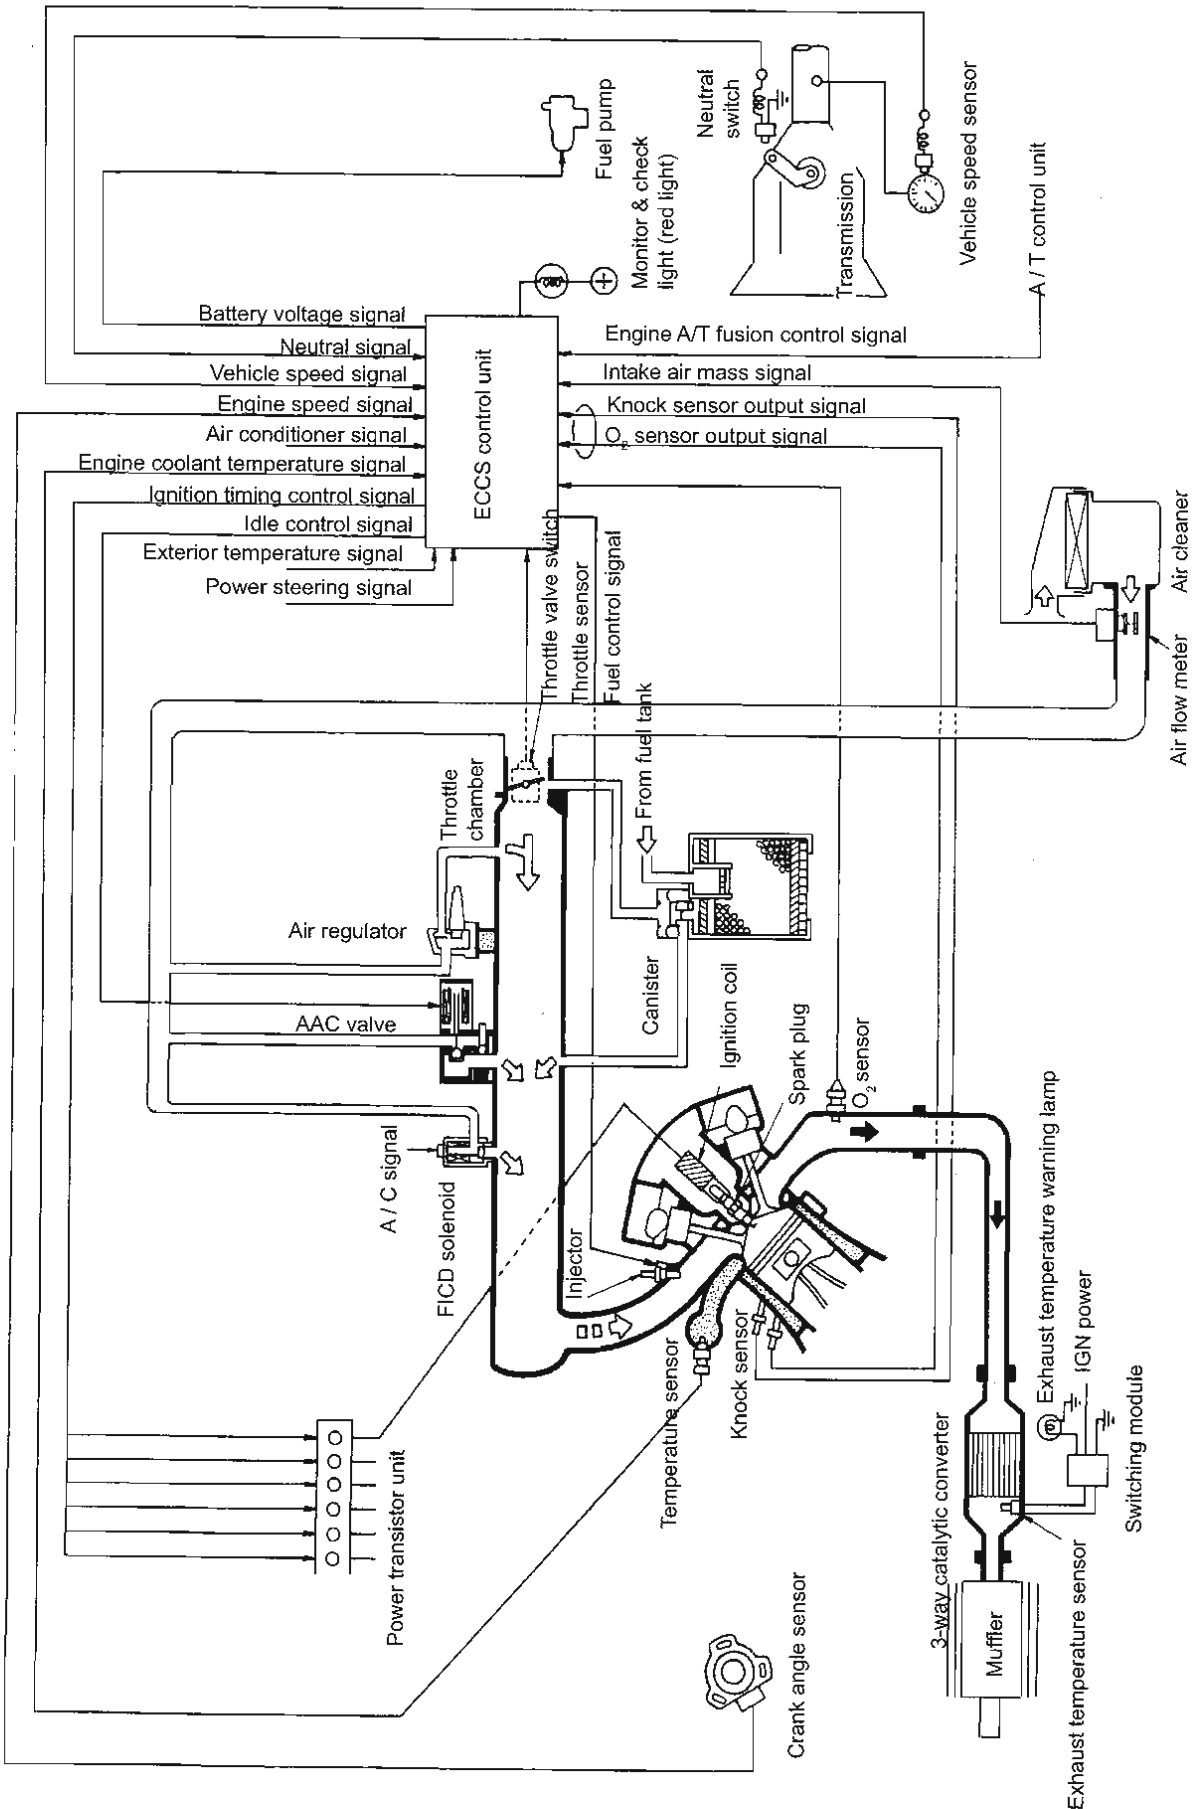 Neutral
switch
Vehicle speed sensor
Fuel pump
Monitor & check
light (red light)
Transmission
A / T control unit
Battery voltage signal
Neutral signal
Vehicle speed signal
Engine speed signal
Air conditioner signal
Engine coolant temperature signal
Ignition timing control signal
Idle control signal
Exterior temperature signal
Power steering signal
ECCS control unit
Engine A/T fusion control signal
Intake air mass signal
Knock sensor output signal
O₂ sensor output signal
Throttle valve switch
Throttle sensor
Fuel control signal
Air cleaner
Air flow meter
From fuel tank
Throttle
chamber
Air regulator
AAC valve
Canister
Ignition coil
Spark plug
O₂ sensor
A / C signal
FICD solenoid
Injector
Temperature sensor
Knock sensor
Exhaust temperature warning lamp
IGN power
Switching module
Power transistor unit
3-way catalytic converter
Muffler
Exhaust temperature sensor
Crank angle sensor